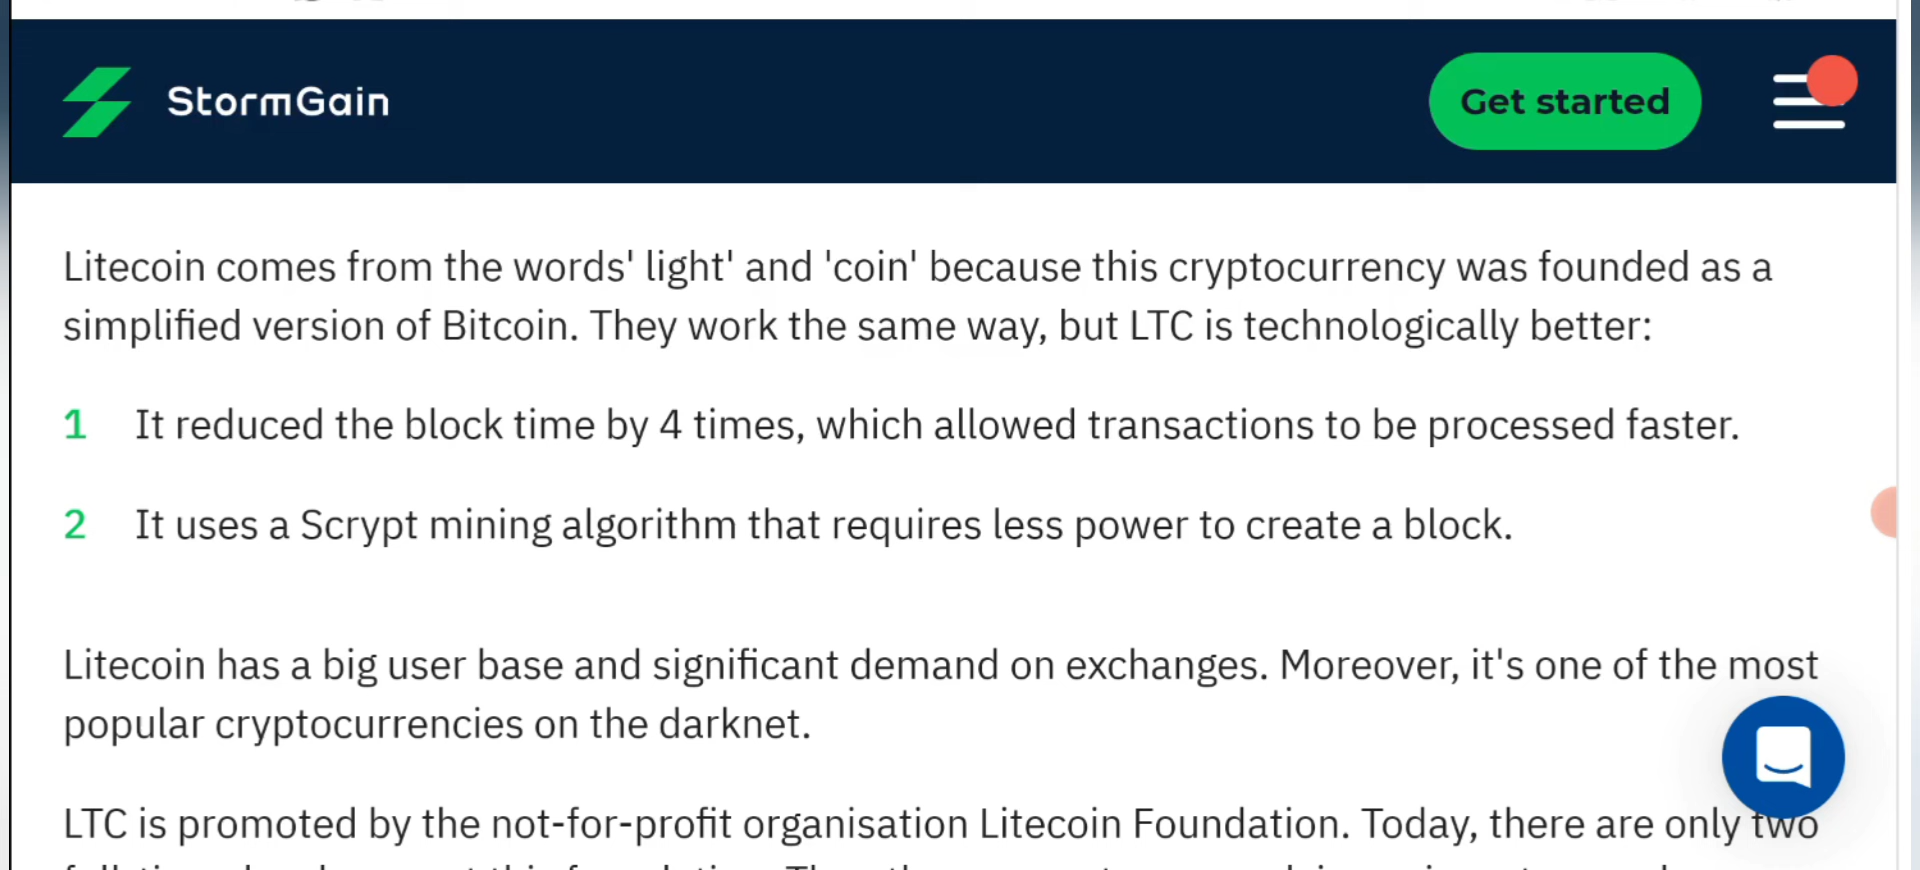 StormGain
Get started
Litecoin comes from the words' light' and 'coin' because this cryptocurrency was founded as a
simplified version of Bitcoin. They work the same way, but LTC is technologically better:
1 It reduced the block time by 4 times, which allowed transactions to be processed faster.
2 It uses a Scrypt mining algorithm that requires less power to create a block.
Litecoin has a big user base and significant demand on exchanges. Moreover, it's one of the most
popular cryptocurrencies on the darknet.
LTC is promoted by the not-for-profit organisation Litecoin Foundation. Today, there are only two